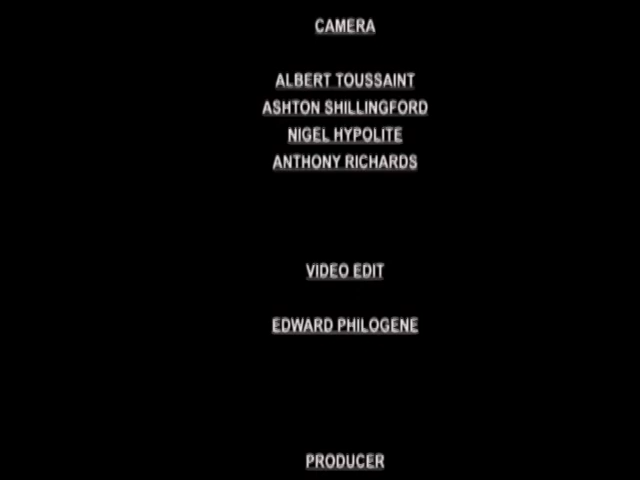 CAMERA
ALBERT TOUSSAINT
ASHTON SHILLINGFORD
NIGEL HYPOLITE
ANTHONY RICHARDS
VIDEO EDIT
EDWARD PHILOGENE
PRODUCER